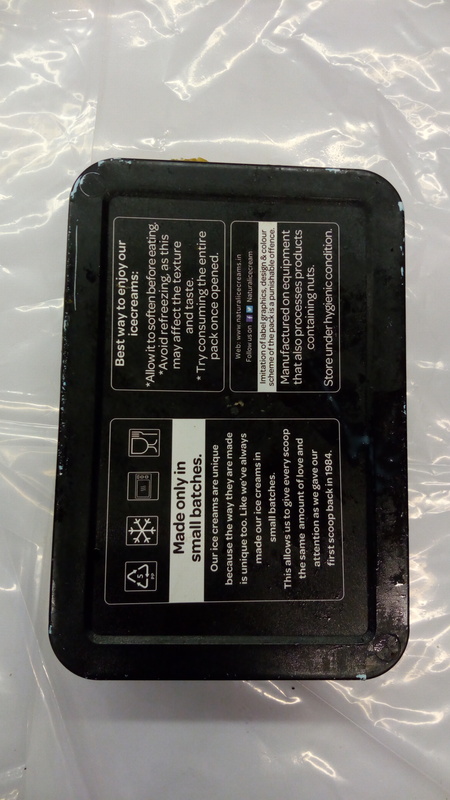 Made only in
small batches.
Our ice creams are unique
because the way they are made
is unique too. Like we've always
made our ice creams in
small batches.
This allows us to give every scoop
the same amount of love and
attention as we gave our
first scoop back in 1984.
5
PP
Best way to enjoy our
icecreams:
*Allow it to soften before eating.
*Avoid refreezing, as this
may affect the texture
and taste.
* Try consuming the entire
pack once opened.
Web: www.naturalicecreams.in
Follow us on f Naturalicecream
Imitation of label graphics, design & colour
scheme of the pack is a punishable offence.
Manufactured on equipment
that also processes products
containing nuts.
Store under hygienic condition.